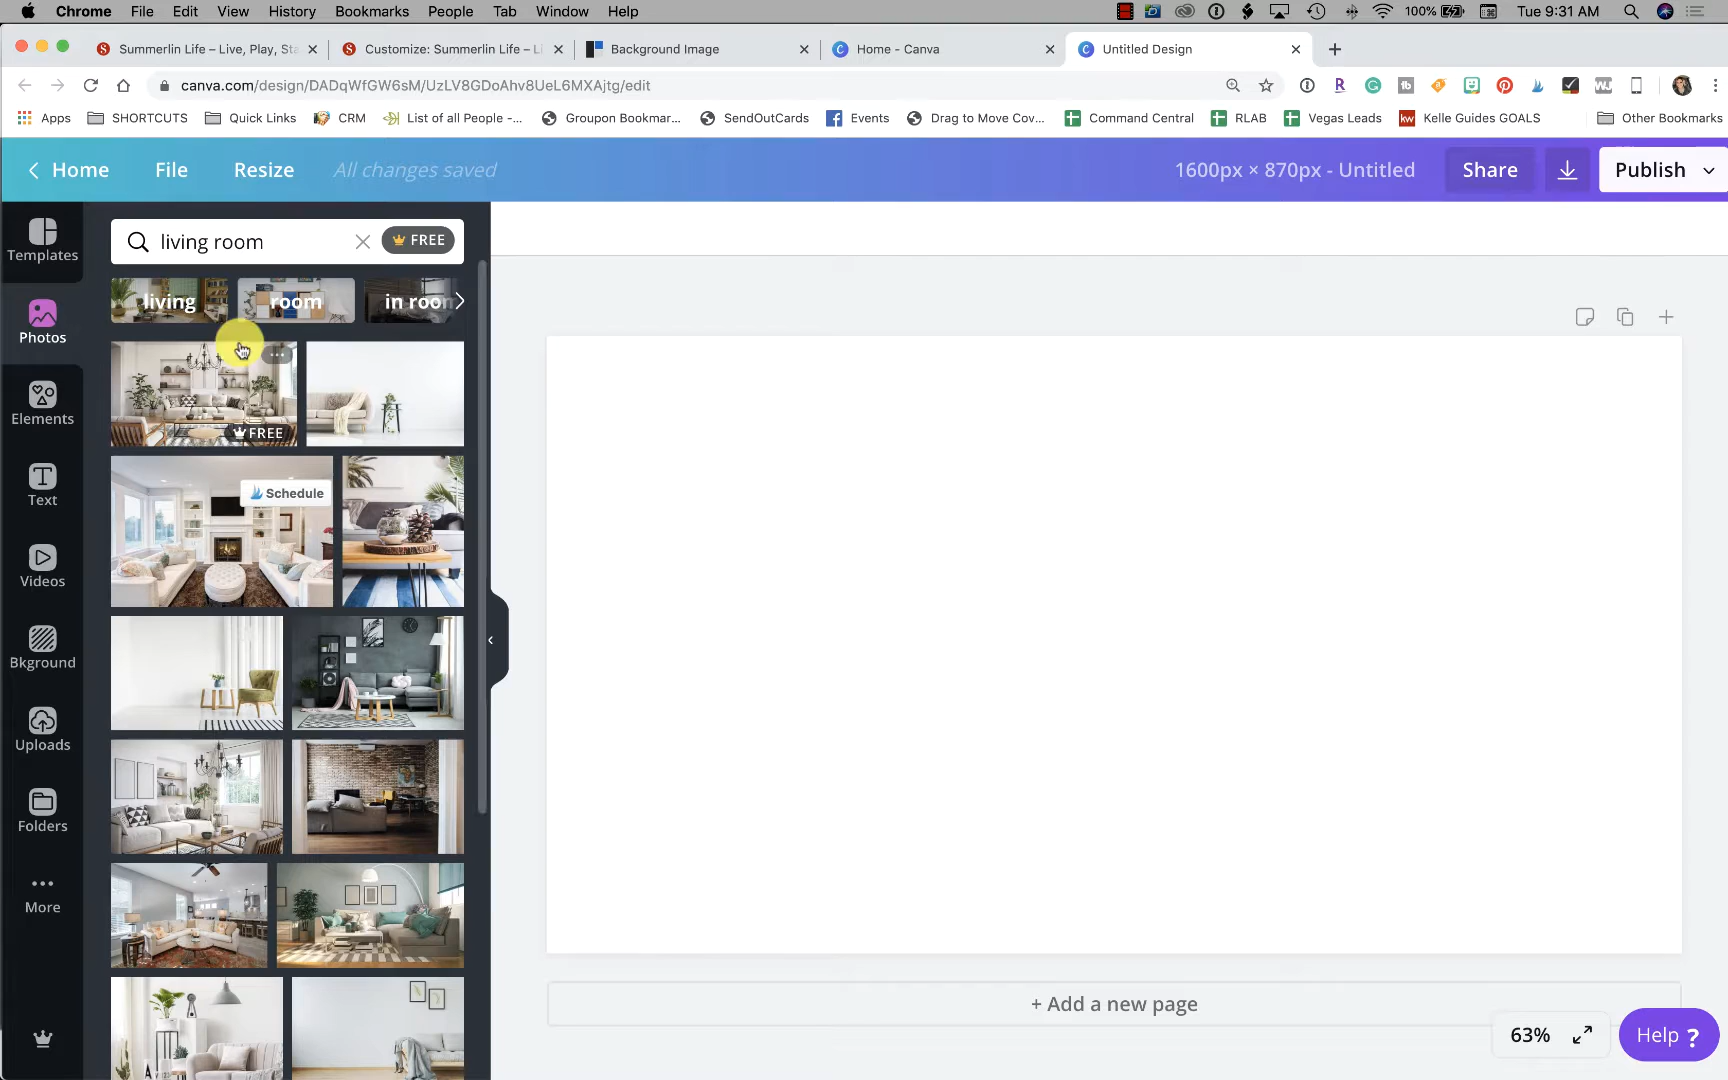 Chrome File Edit View History Bookmarks People Tab Window Help 100% Tue 9:31 AM
Summerlin Life – Live, Play, Sta Customize: Summerlin Life – Li Background Image Home - Canva Untitled Design
canva.com/design/DADqWfGW6sM/UzLV8GDoAhv8UeL6MXAjtg/edit
Apps SHORTCUTS Quick Links CRM List of all People -... Groupon Bookmar... SendOutCards Events Drag to Move Cov... Command Central RLAB Vegas Leads kw Kelle Guides GOALS Other Bookmarks
Home File Resize All changes saved 1600px × 870px - Untitled Share Publish
Templates
Photos
Elements
Text
Videos
Bkground
Uploads
Folders
More
living room FREE
living room in room
FREE
Schedule
+ Add a new page
63% Help ?